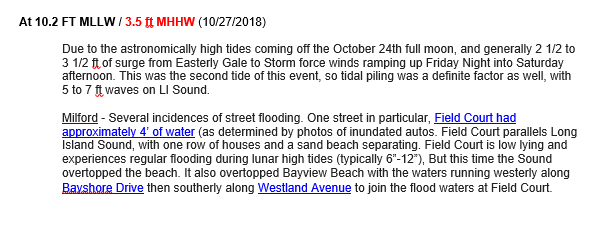 At 10.2 FT MLLW / 3.5 ft MHHW (10/27/2018)
Due to the astronomically high tides coming off the October 24th full moon, and generally 2 1/2 to
3 1/2 ft of surge from Easterly Gale to Storm force winds ramping up Friday Night into Saturday
afternoon. This was the second tide of this event, so tidal piling was a definite factor as well, with
5 to 7 ft waves on LI Sound.
Milford - Several incidences of street flooding. One street in particular, Field Court had
approximately 4' of water (as determined by photos of inundated autos. Field Court parallels Long
Island Sound, with one row of houses and a sand beach separating. Field Court is low lying and
experiences regular flooding during lunar high tides (typically 6"-12"), But this time the Sound
overtopped the beach. It also overtopped Bayview Beach with the waters running westerly along
Bayshore Drive then southerly along Westland Avenue to join the flood waters at Field Court.